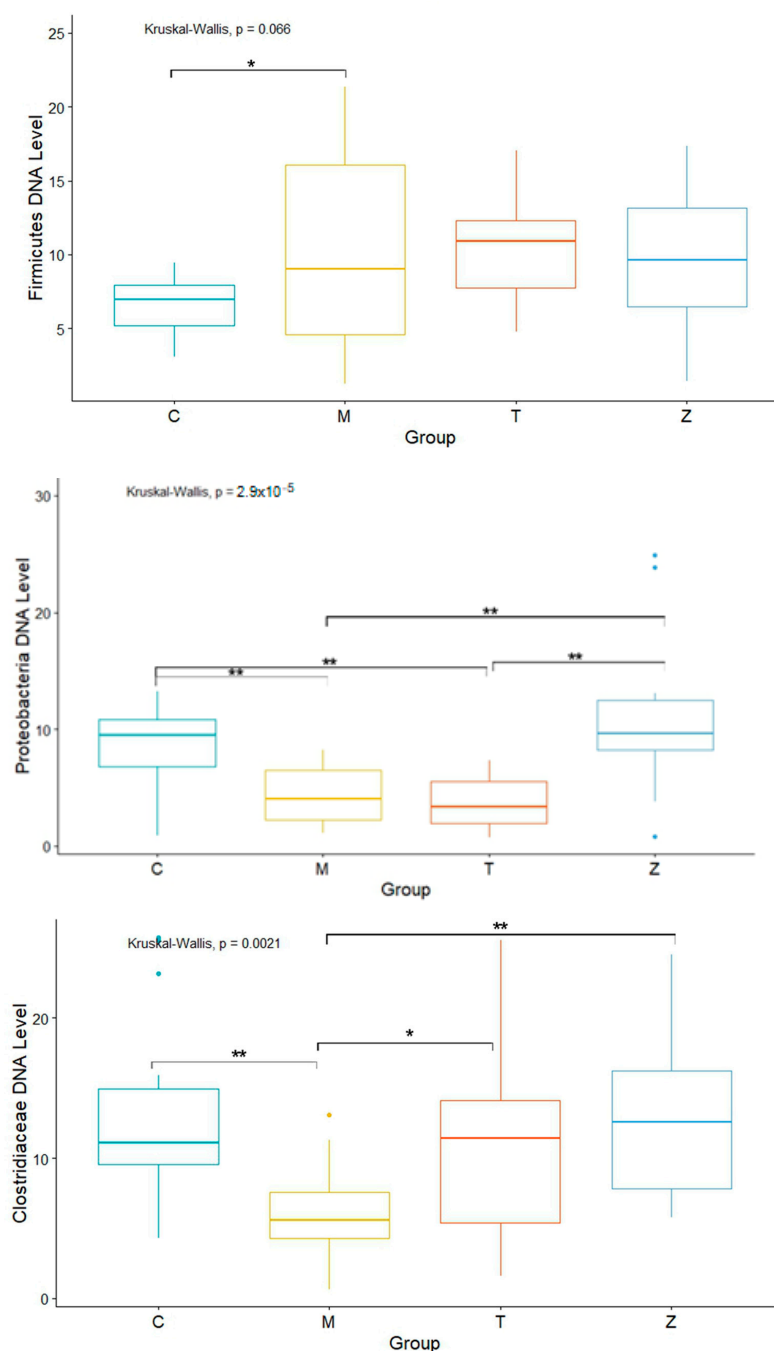 Kruskal-Wallis, p = 0.066
*
25
20
15
10
5
Firmicutes DNA Level
C M T Z
Group
Kruskal-Wallis, p = 2.9x10⁻⁵
**
** **
**
30
20
10
0
Proteobacteria DNA Level
C M T Z
Group
Kruskal-Wallis, p = 0.0021
**
*
**
20
10
0
Clostridiaceae DNA Level
C M T Z
Group